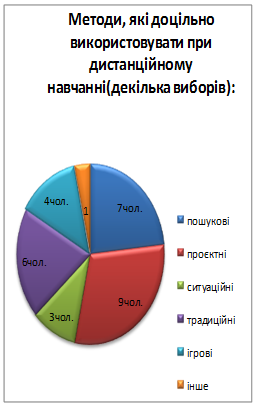 Методи, які доцільно
використовувати при
дистанційному
навчанні(декілька виборів):
4чол.
1
7чол.
6чол.
3чол.
9чол.
пошукові
проєктні
ситуаційні
традиційні
ігрові
інше